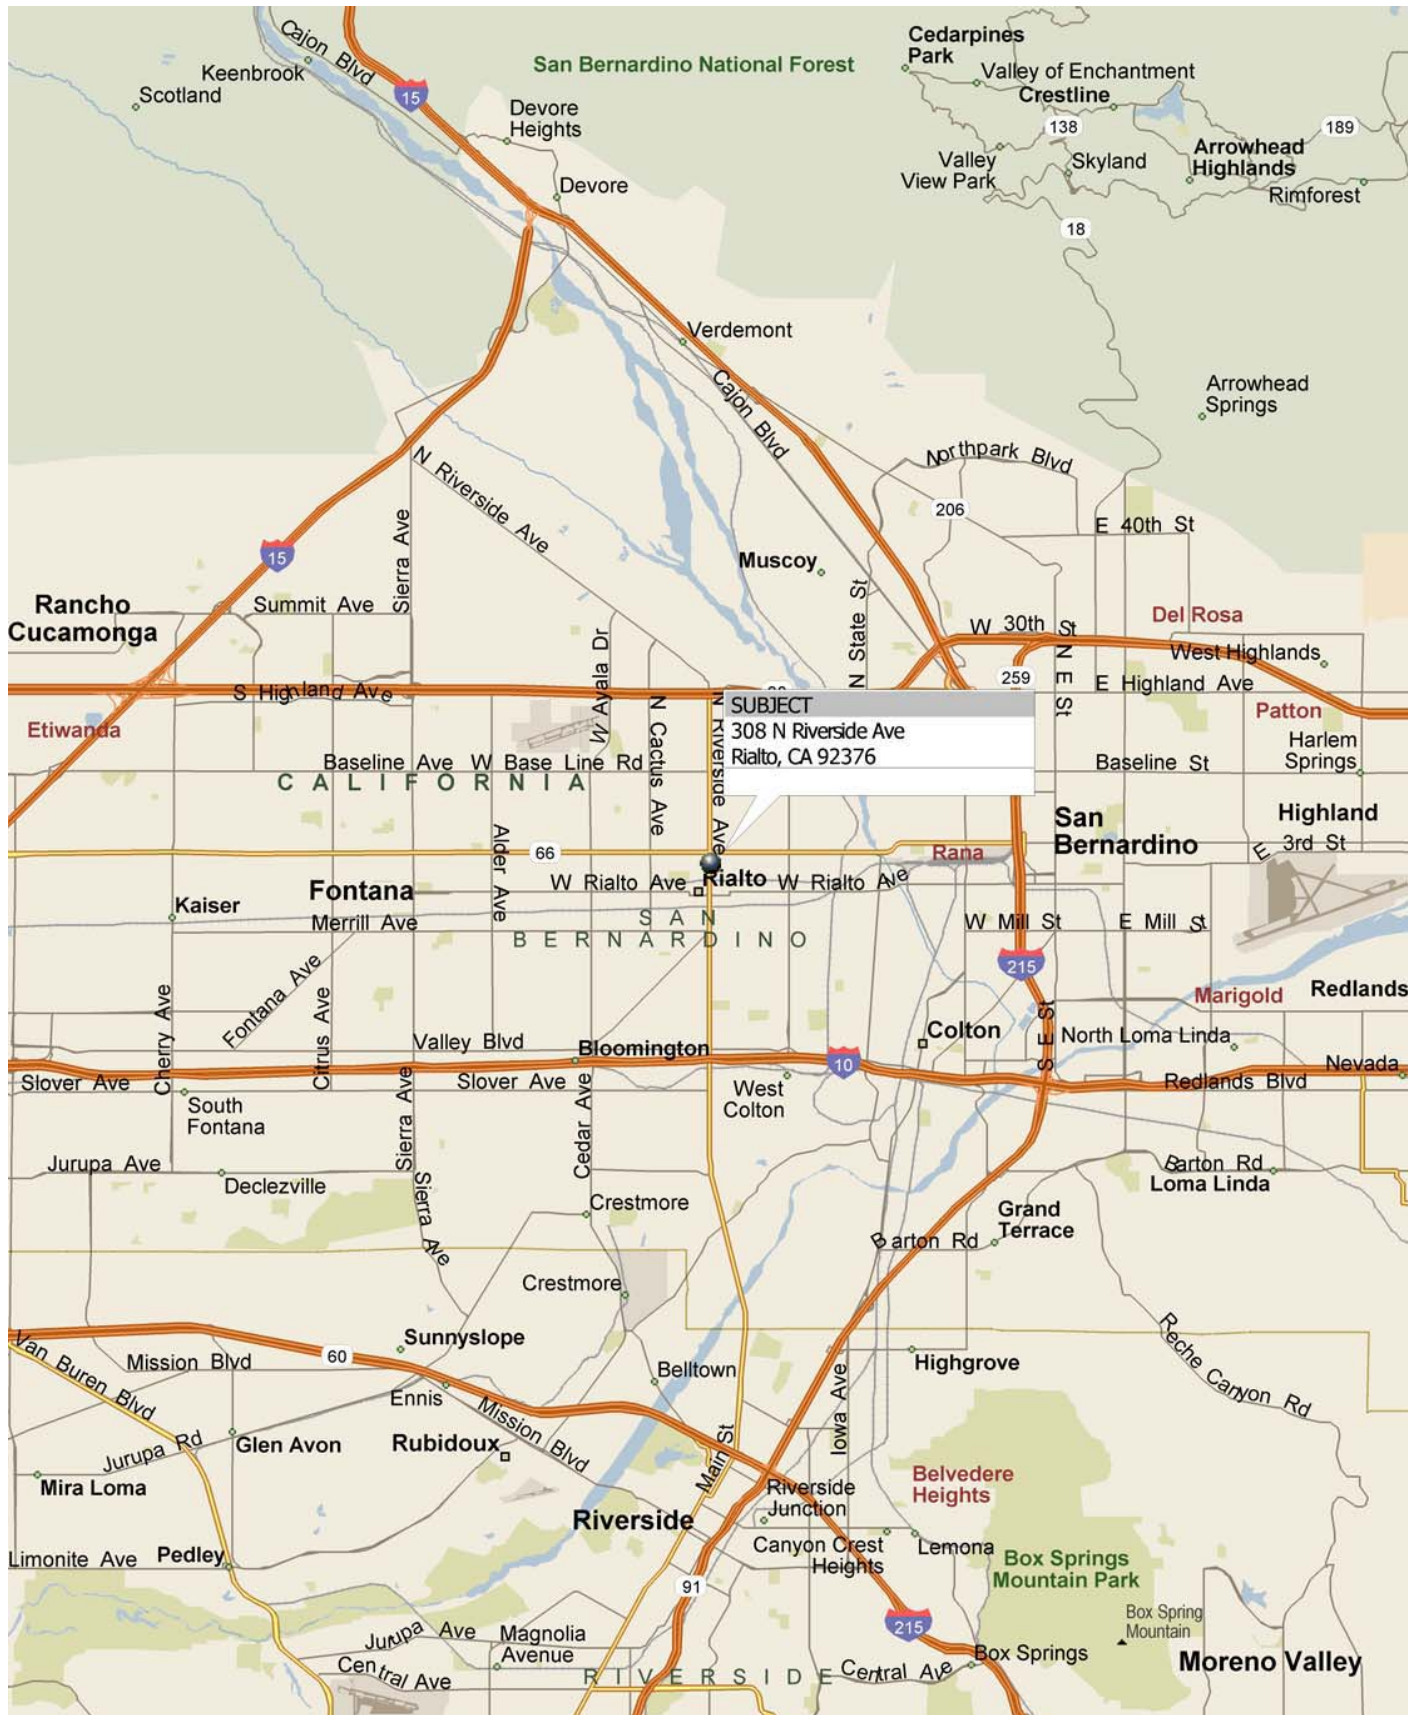 Cajon Blvd
Keenbrook
Scotland
15
San Bernardino National Forest
Devore
Heights
Devore
Cedarpines
Park
Valley of Enchantment
Crestline
138
189
Valley
View Park
Skyland
Arrowhead
Highlands
Rimforest
18
Verdemont
Cajon Blvd
Arrowhead
Springs
N Riverside Ave
Northpark Blvd
206
E 40th St
Sierra Ave
15
Muscoy
N State St
Rancho
Cucamonga
Summit Ave
W 30th St
Del Rosa
West Highlands
W Ayala Dr
N E St
259
E Highland Ave
S Highland Ave
Etiwanda
N Cactus Ave
N Riverside Ave
SUBJECT
308 N Riverside Ave
Rialto, CA 92376
Patton
Harlem
Springs
Baseline Ave
W Base Line Rd
Baseline St
CALIFORNIA
San
Bernardino
Highland
E 3rd St
Alder Ave
66
Rana
Fontana
W Rialto Ave
Rialto
W Rialto Ave
Kaiser
Merrill Ave
SAN
BERNARDINO
W Mill St
E Mill St
215
Fontana Ave
Cherry Ave
Citrus Ave
Marigold
Redlands
Colton
S E St
North Loma Linda
Valley Blvd
Bloomington
10
Nevada
Slover Ave
Slover Ave
Redlands Blvd
South
Fontana
Sierra Ave
Cedar Ave
West
Colton
Jurupa Ave
Declezville
Sierra Ave
Crestmore
Barton Rd
Loma Linda
Grand
Terrace
Barton Rd
Crestmore
Sunnyslope
Van Buren Blvd
Mission Blvd
60
Ennis
Mission Blvd
Belltown
Iowa Ave
Highgrove
Reche Canyon Rd
Jurupa Rd
Glen Avon
Rubidoux
Main St
Mira Loma
Riverside
Riverside
Junction
Belvedere
Heights
Limonite Ave
Pedley
Canyon Crest
Heights
Lemona
Box Springs
Mountain Park
91
215
Box Spring
Mountain
Jurupa Ave
Magnolia
Avenue
Central Ave
RIVERSIDE
Central Ave
Box Springs
Moreno Valley